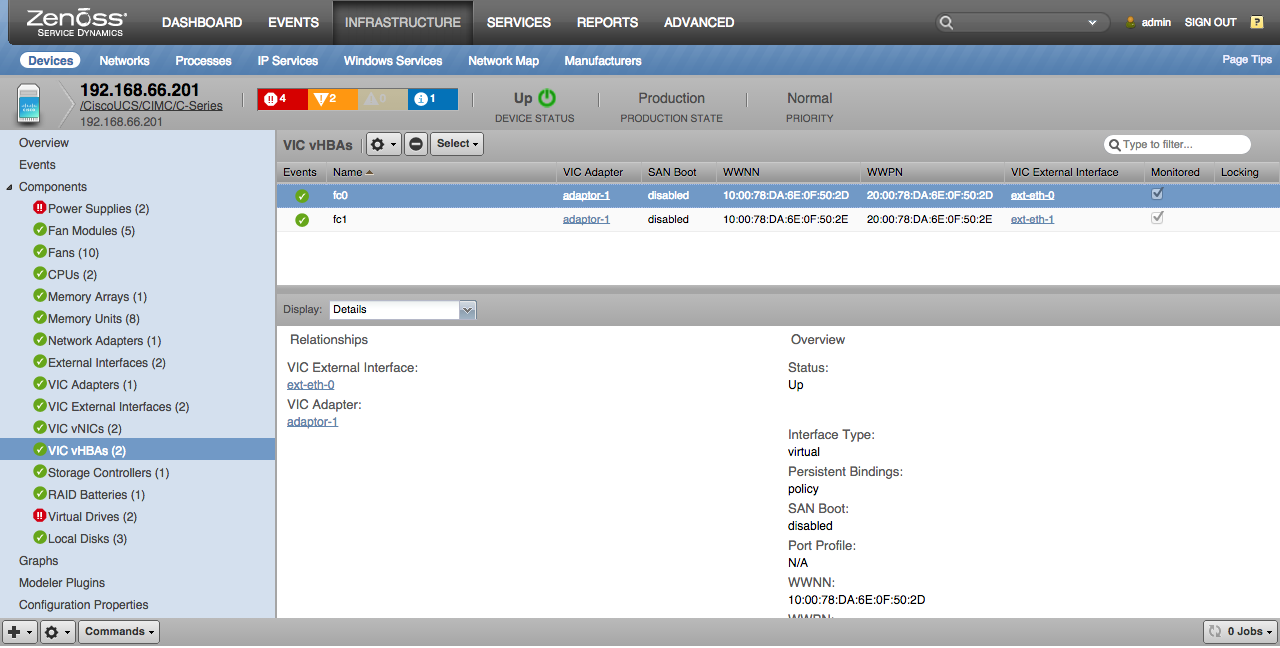 Zenoss
SERVICE DYNAMICS
DASHBOARD EVENTS INFRASTRUCTURE SERVICES REPORTS ADVANCED
admin SIGN OUT ?
Devices Networks Processes IP Services Windows Services Network Map Manufacturers Page Tips
192.168.66.201
/CiscoUCS/CIMC/C-Series
192.168.66.201
4 2 0 1
Up
DEVICE STATUS
Production
PRODUCTION STATE
Normal
PRIORITY
Overview
Events
Components
Power Supplies (2)
Fan Modules (5)
Fans (10)
CPUs (2)
Memory Arrays (1)
Memory Units (8)
Network Adapters (1)
External Interfaces (2)
VIC Adapters (1)
VIC External Interfaces (2)
VIC vNICs (2)
VIC vHBAs (2)
Storage Controllers (1)
RAID Batteries (1)
Virtual Drives (2)
Local Disks (3)
Graphs
Modeler Plugins
Configuration Properties
VIC vHBAs Select Type to filter...
Events Name VIC Adapter SAN Boot WWNN WWPN VIC External Interface Monitored Locking
fc0 adaptor-1 disabled 10:00:78:DA:6E:0F:50:2D 20:00:78:DA:6E:0F:50:2D ext-eth-0
fc1 adaptor-1 disabled 10:00:78:DA:6E:0F:50:2E 20:00:78:DA:6E:0F:50:2E ext-eth-1
Display: Details
Relationships
VIC External Interface:
ext-eth-0
VIC Adapter:
adaptor-1
Overview
Status:
Up
Interface Type:
virtual
Persistent Bindings:
policy
SAN Boot:
disabled
Port Profile:
N/A
WWNN:
10:00:78:DA:6E:0F:50:2D
Commands 0 Jobs